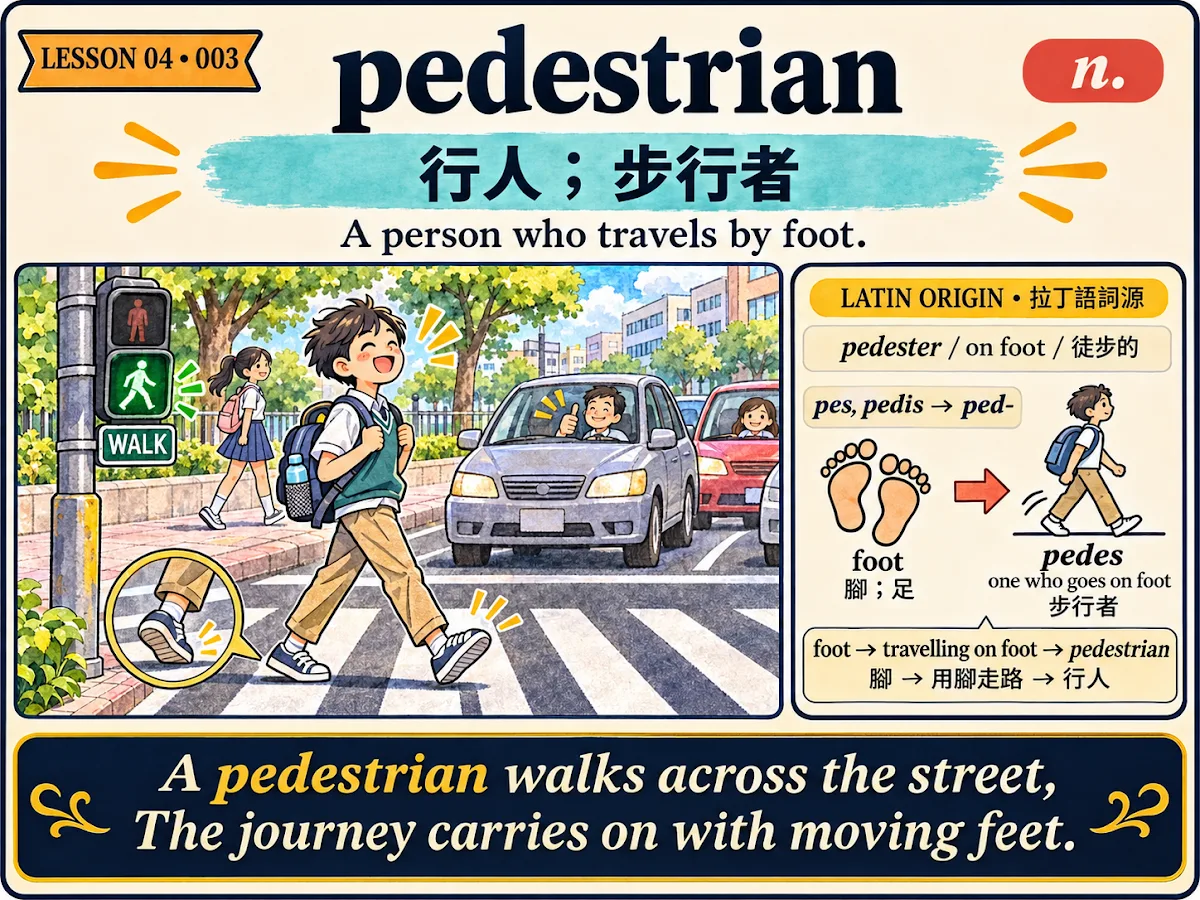 LESSON 04 • 003
pedestrian
n.
行人；步行者
A person who travels by foot.
WALK
LATIN ORIGIN • 拉丁語詞源
pedester / on foot / 徒步的
pes, pedis → ped-
foot
腳；足
pedes
one who goes on foot
步行者
foot → travelling on foot → pedestrian
腳 → 用腳走路 → 行人
A pedestrian walks across the street,
The journey carries on with moving feet.